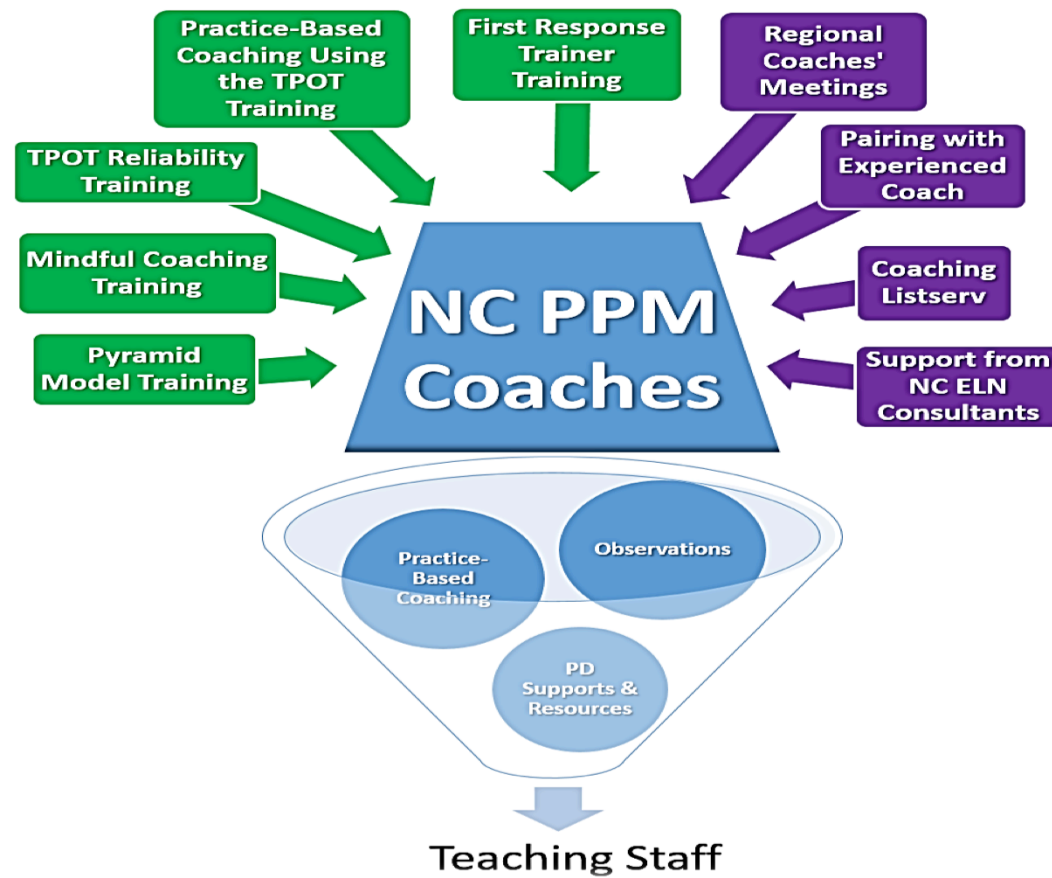 Practice-Based
Coaching Using
the TPOT
Training
First Response
Trainer
Training
Regional
Coaches'
Meetings
TPOT Reliability
Training
Pairing with
Experienced
Coach
Mindful Coaching
Training
Coaching
Listserv
Pyramid
Model Training
Support from
NC ELN
Consultants
NC PPM
Coaches
Practice-
Based
Coaching
Observations
PD
Supports &
Resources
Teaching Staff